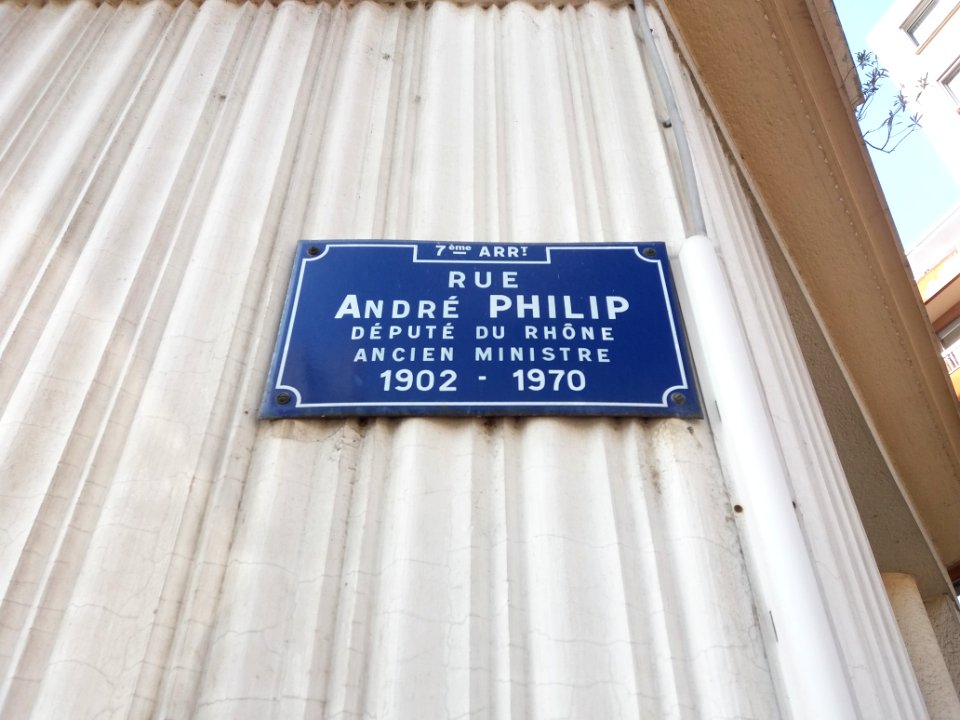 7ème ARRT
RUE
ANDRÉ PHILIP
DÉPUTÉ DU RHÔNE
ANCIEN MINISTRE
1902 - 1970